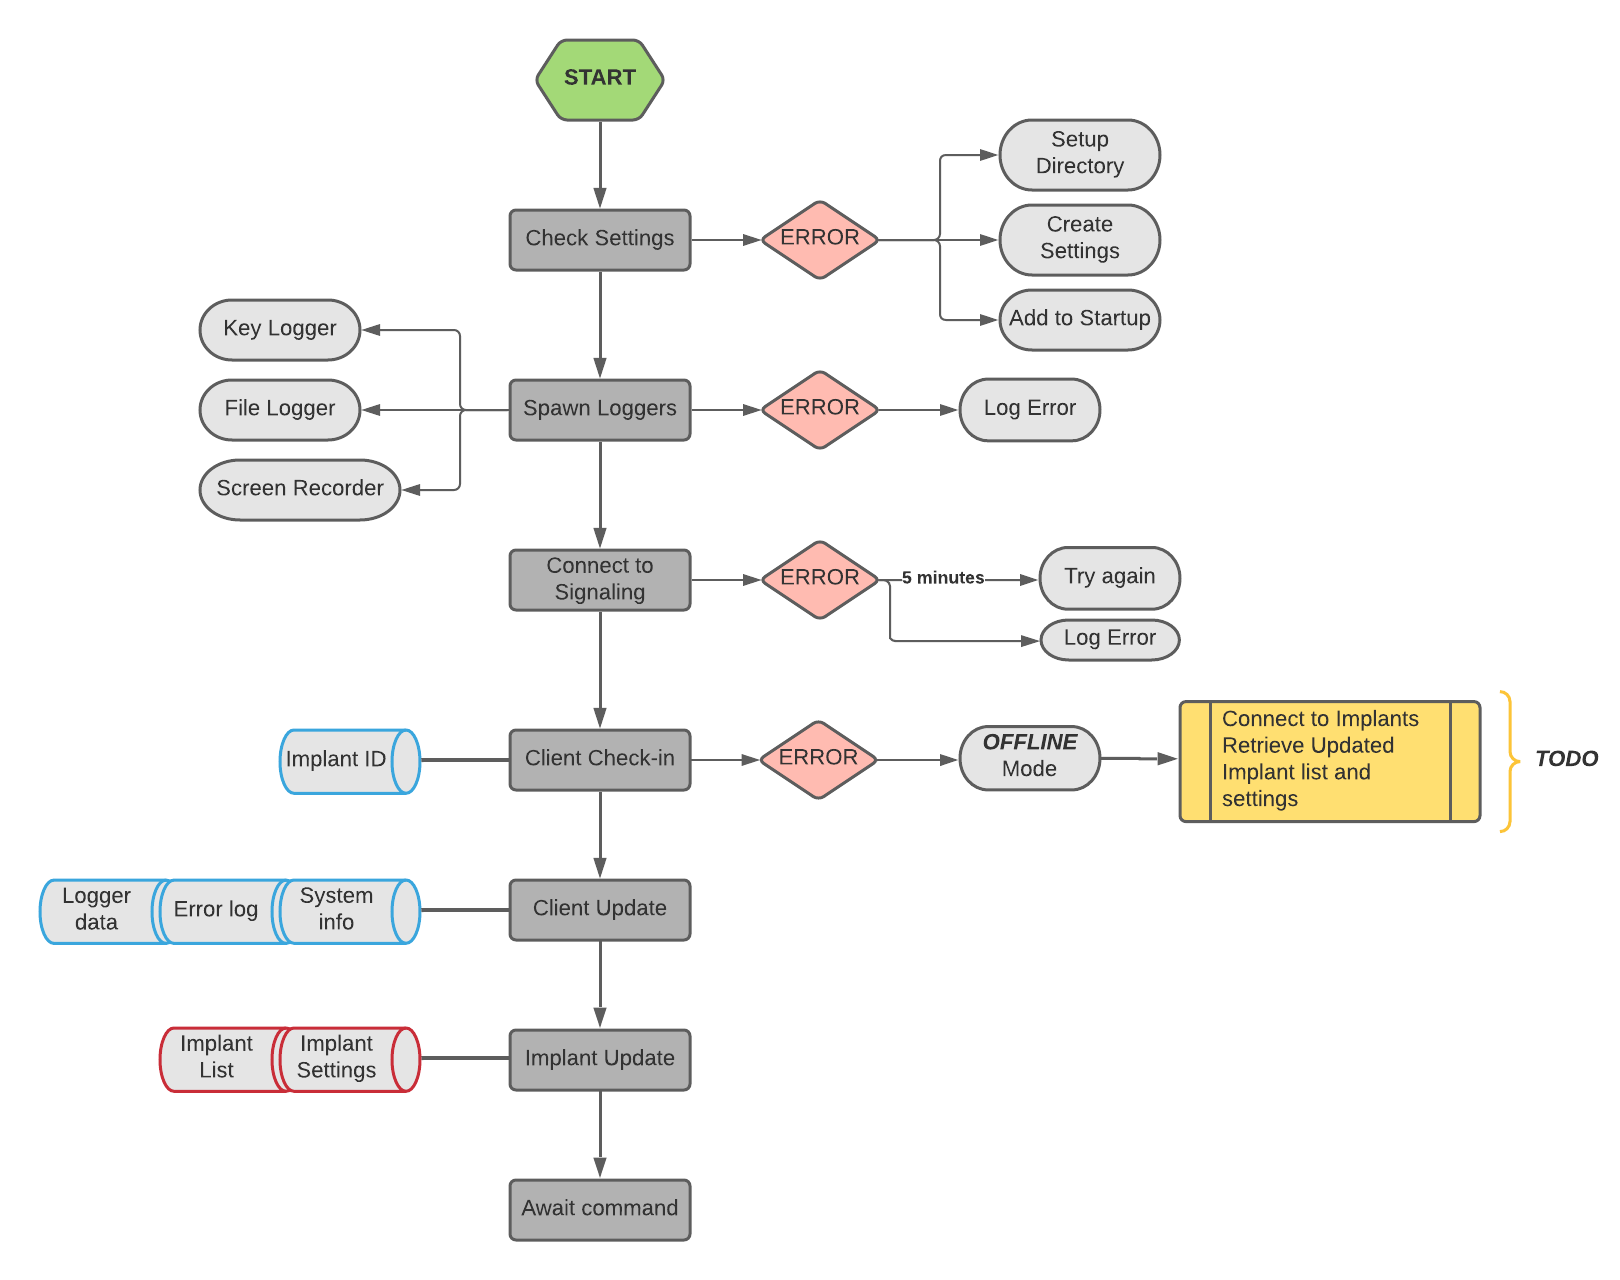 START
Setup
Directory
Check Settings
ERROR
Create
Settings
Add to Startup
Key Logger
File Logger
Screen Recorder
Spawn Loggers
ERROR
Log Error
Connect to
Signaling
ERROR
5 minutes
Try again
Log Error
Implant ID
Client Check-in
ERROR
OFFLINE
Mode
Connect to Implants
Retrieve Updated
Implant list and
settings
TODO
Logger
data
Error log
System
info
Client Update
Implant
List
Implant
Settings
Implant Update
Await command